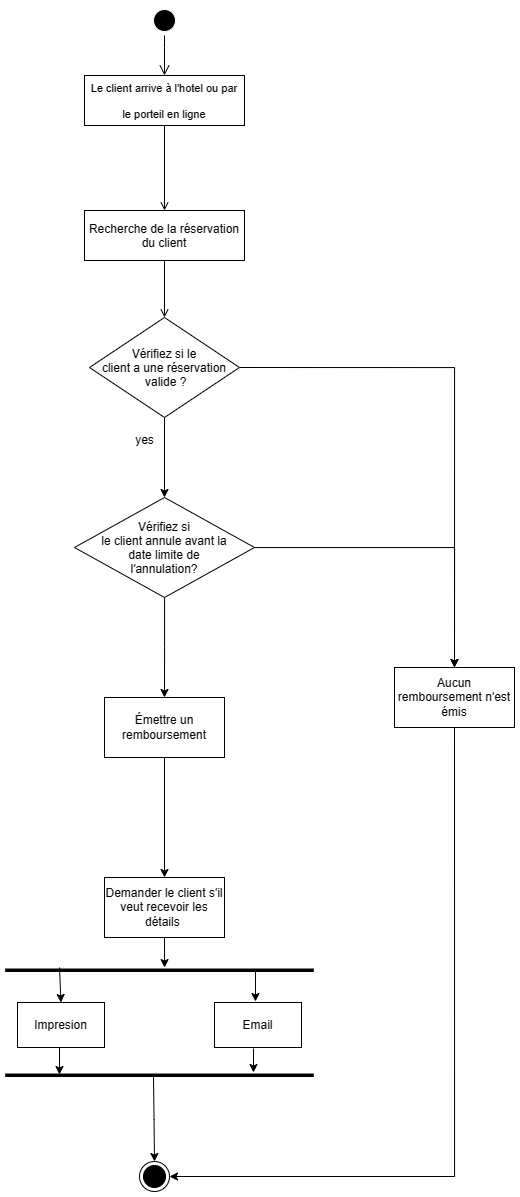 Le client arrive à l'hotel ou par
le porteil en ligne
Recherche de la réservation
du client
Vérifiez si le
client a une réservation
valide ?
yes
Vérifiez si
le client annule avant la
date limite de
l'annulation?
Aucun
remboursement n'est
émis
Émettre un
remboursement
Demander le client s'il
veut recevoir les
détails
Impresion
Email